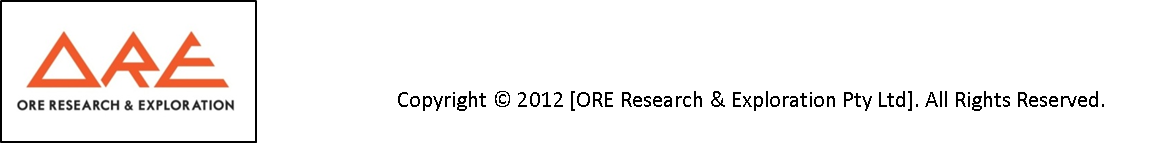 ORE
ORE RESEARCH & EXPLORATION
Copyright © 2012 [ORE Research & Exploration Pty Ltd]. All Rights Reserved.